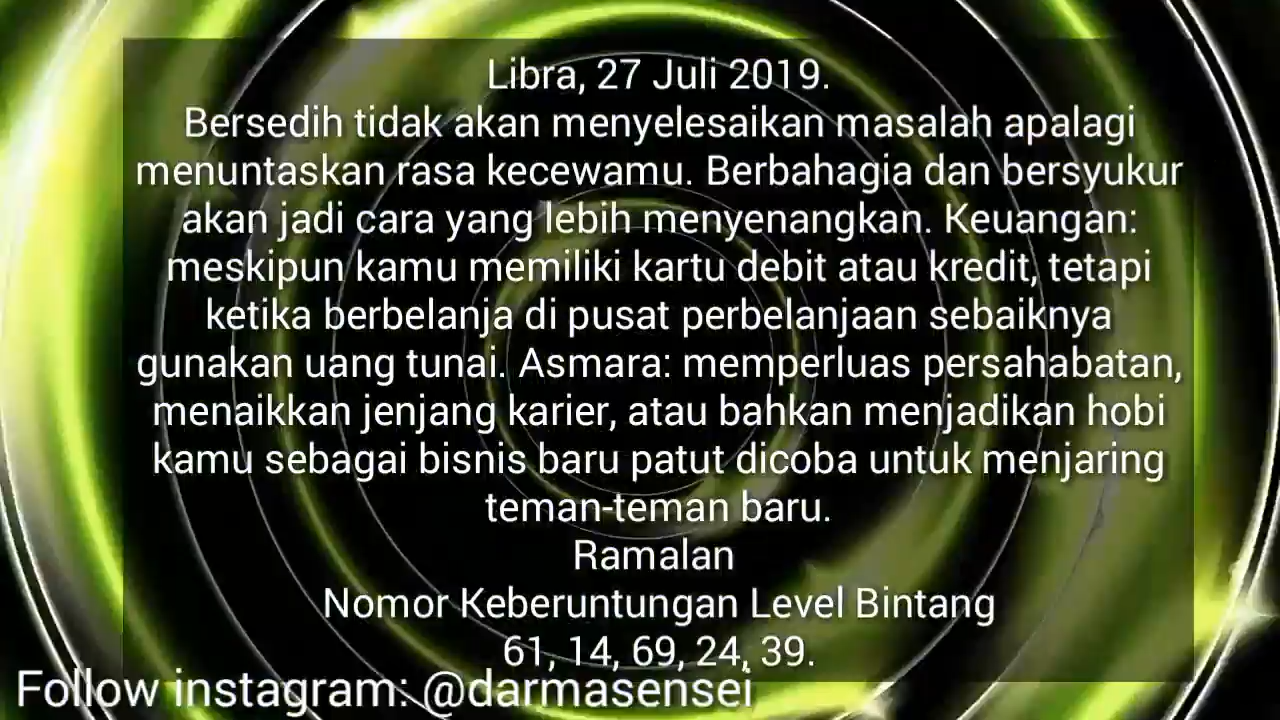 Libra, 27 Juli 2019.
Bersedih tidak akan menyelesaikan masalah apalagi
menuntaskan rasa kecewamu. Berbahagia dan bersyukur
akan jadi cara yang lebih menyenangkan. Keuangan:
meskipun kamu memiliki kartu debit atau kredit, tetapi
ketika berbelanja di pusat perbelanjaan sebaiknya
gunakan uang tunai. Asmara: memperluas persahabatan,
menaikkan jenjang karier, atau bahkan menjadikan hobi
kamu sebagai bisnis baru patut dicoba untuk menjaring
teman-teman baru.
Ramalan
Nomor Keberuntungan Level Bintang
61, 14, 69, 24, 39.
Follow instagram: @darmasensei